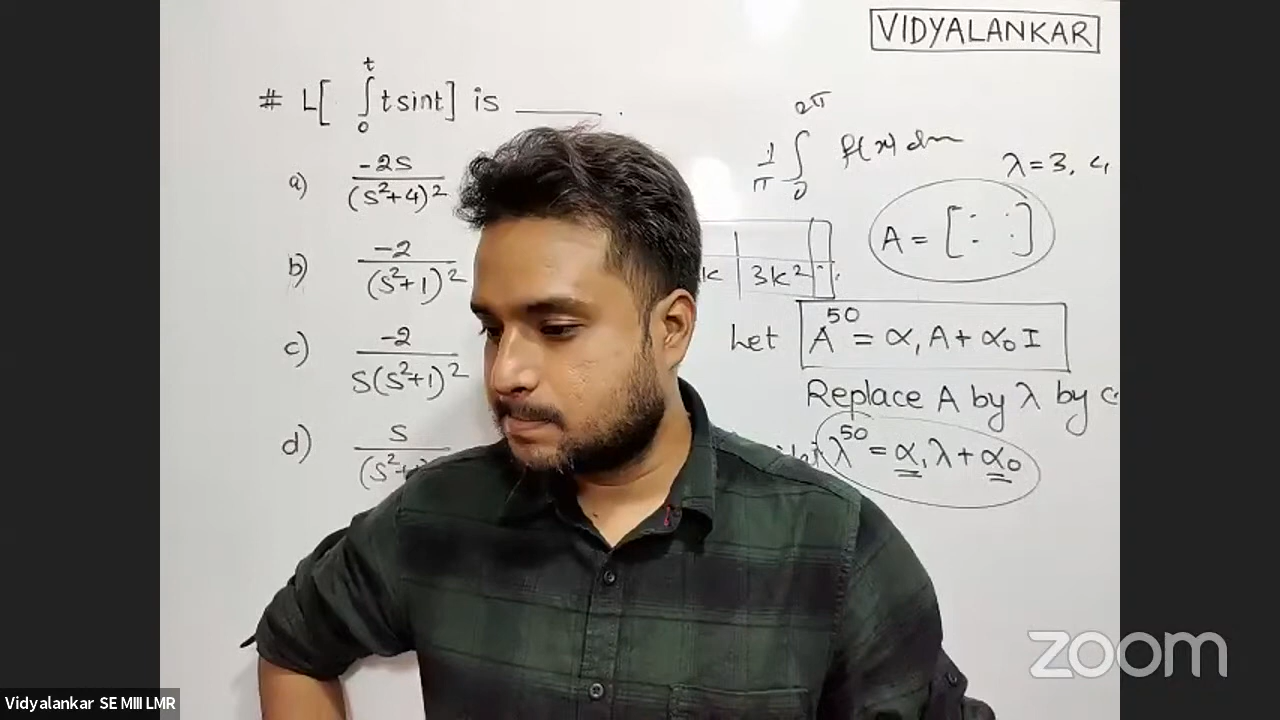 VIDYALANKAR
# L[ ∫₀ᵗ t sint ] is ____ .
a) -2s / (s²+4)²
b) -2 / (s²+1)²
c) -2 / s(s²+1)²
d) s / (s²+
1/π ∫₀^2π f(x) dx
λ = 3, 4
A = [ : : ]
k 3k²
Let A⁵⁰ = α₁A + α₀I
Replace A by λ by
λ⁵⁰ = α₁λ + α₀
zoom
Vidyalankar SE MIII LMR